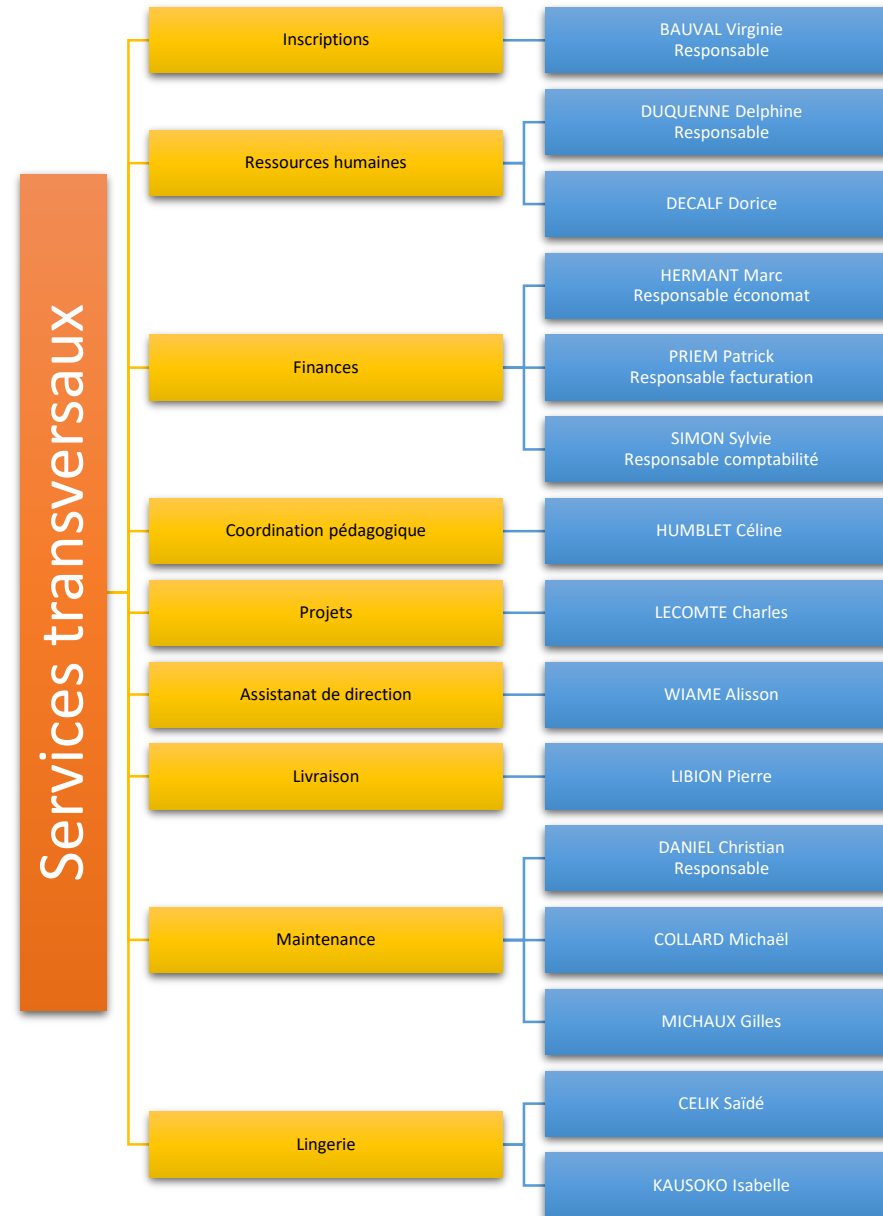 Services transversaux
Inscriptions
BAUVAL Virginie
Responsable
Ressources humaines
DUQUENNE Delphine
Responsable
DECALF Dorice
Finances
HERMANT Marc
Responsable économat
PRIEM Patrick
Responsable facturation
SIMON Sylvie
Responsable comptabilité
Coordination pédagogique
HUMBLET Céline
Projets
LECOMTE Charles
Assistanat de direction
WIAME Alisson
Livraison
LIBION Pierre
Maintenance
DANIEL Christian
Responsable
COLLARD Michaël
MICHAUX Gilles
Lingerie
CELIK Saïdé
KAUSOKO Isabelle